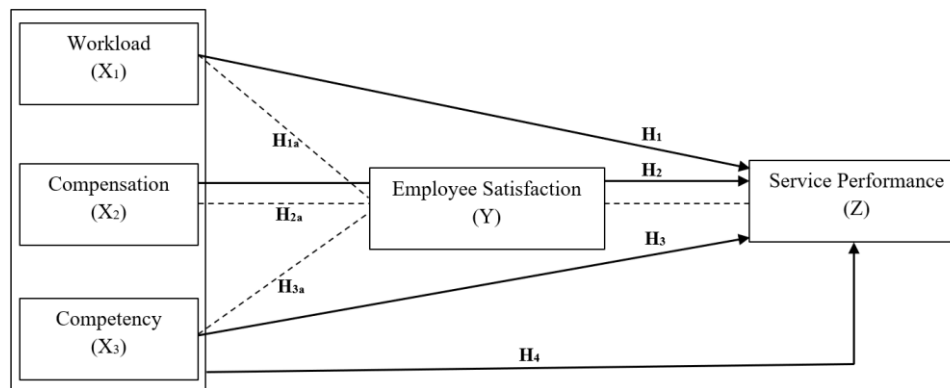 Workload
(X₁)
H₁ₐ
H₁
Compensation
(X₂)
H₂ₐ
Employee Satisfaction
(Y)
H₂
Service Performance
(Z)
H₃
H₃ₐ
Competency
(X₃)
H₄